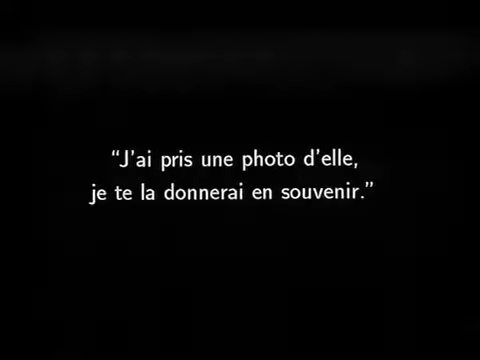 “J’ai pris une photo d’elle,
je te la donnerai en souvenir.”